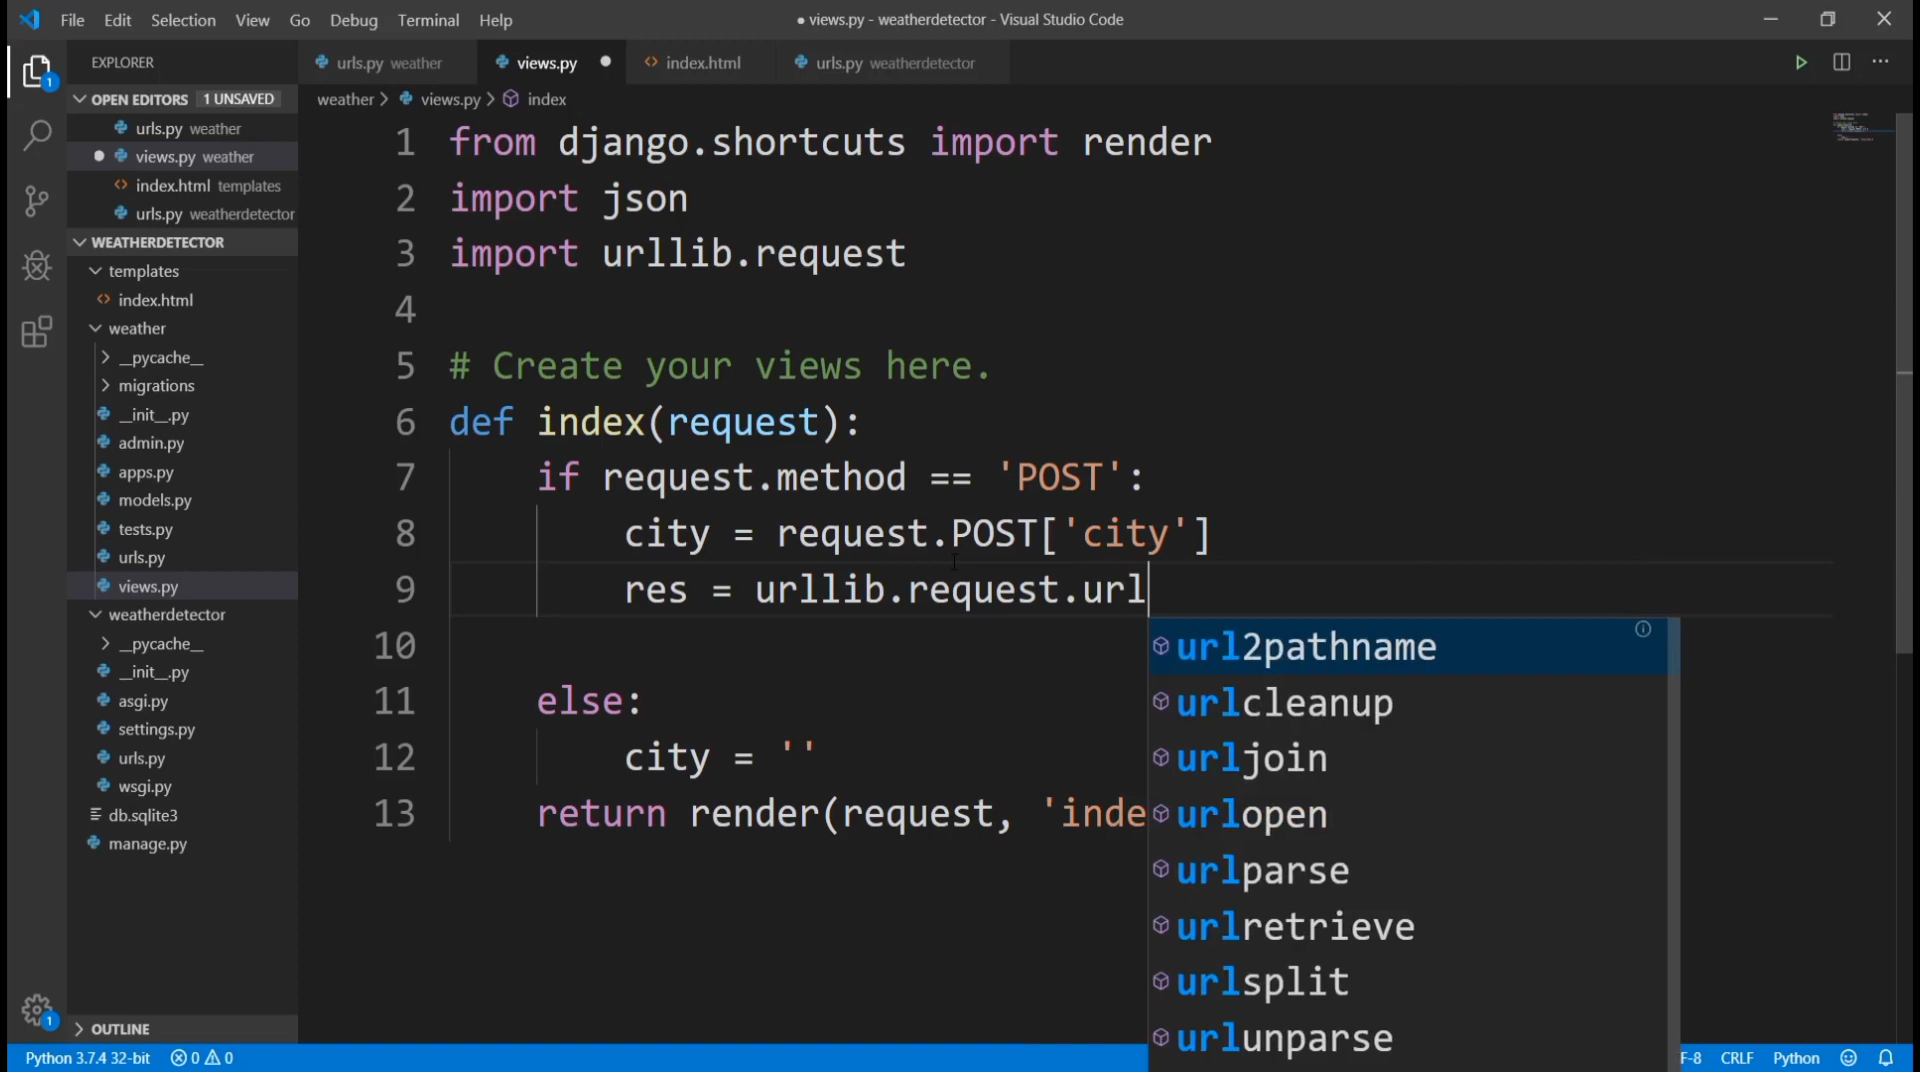 File Edit Selection View Go Debug Terminal Help
● views.py - weatherdetector - Visual Studio Code
EXPLORER
OPEN EDITORS 1 UNSAVED
urls.py weather
views.py weather
index.html templates
urls.py weatherdetector
WEATHERDETECTOR
templates
index.html
weather
__pycache__
migrations
__init__.py
admin.py
apps.py
models.py
tests.py
urls.py
views.py
weatherdetector
__pycache__
__init__.py
asgi.py
settings.py
urls.py
wsgi.py
db.sqlite3
manage.py
OUTLINE
1
1
urls.py weather views.py index.html urls.py weatherdetector
weather > views.py > index
1 from django.shortcuts import render
2 import json
3 import urllib.request
4
5 # Create your views here.
6 def index(request):
7 if request.method == 'POST':
8 city = request.POST['city']
9 res = urllib.request.url
10
11 else:
12 city = ''
13 return render(request, 'inde
url2pathname
urlcleanup
urljoin
urlopen
urlparse
urlretrieve
urlsplit
urlunparse
Python 3.7.4 32-bit 0 0 F-8 CRLF Python